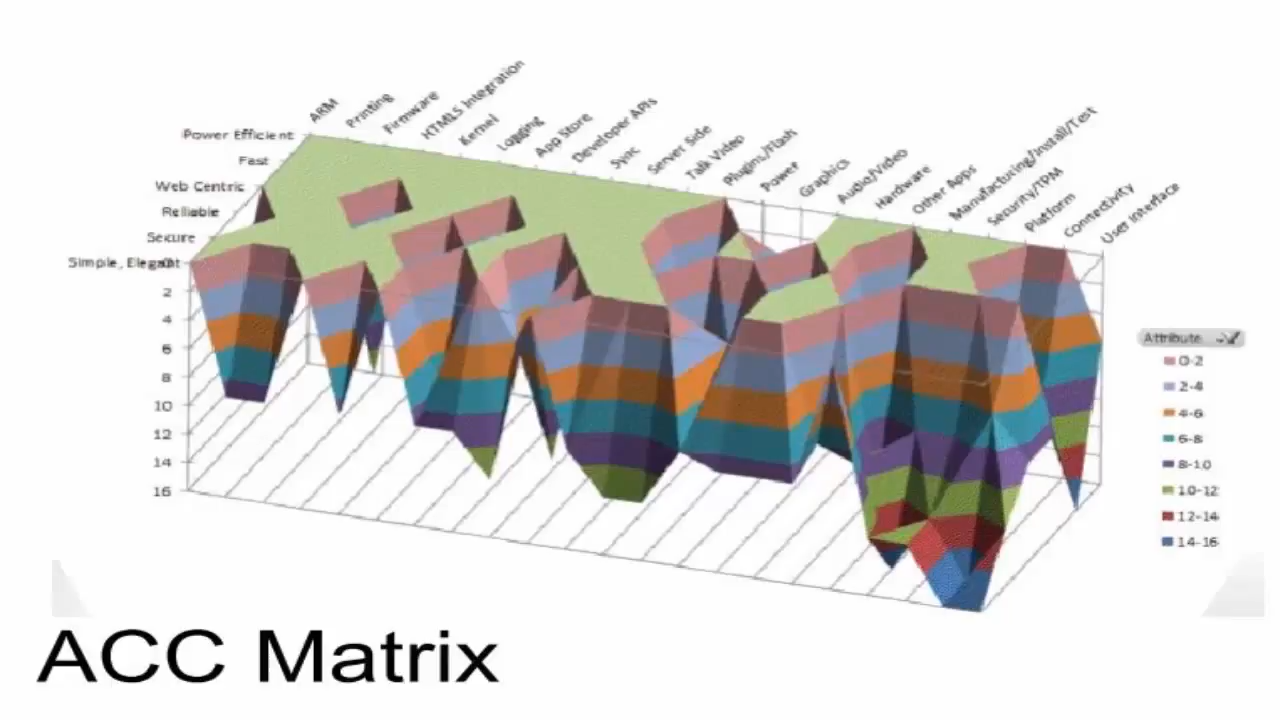 ARM
Printing
Firmware
HTML5 Integration
Kernel
Logging
App Store
Developer APIs
Sync
Server Side
Talk Video
Plugins/Flash
Power
Graphics
Audio/Video
Hardware
Other Apps
Manufacturing/Install/Test
Security/TPM
Platform
Connectivity
User Interface
Power Efficient
Fast
Web Centric
Reliable
Secure
Simple, Elegant
0
2
4
6
8
10
12
14
16
Attribute
0-2
2-4
4-6
6-8
8-10
10-12
12-14
14-16
ACC Matrix